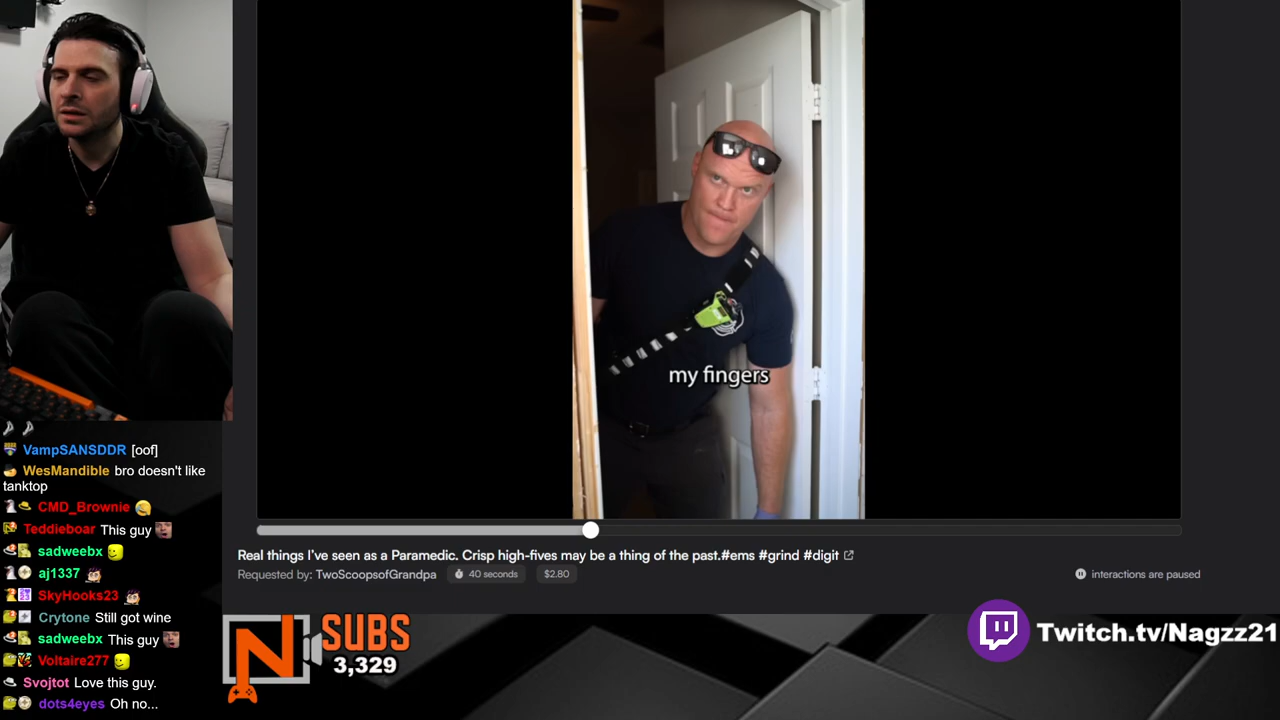 my fingers
Real things I've seen as a Paramedic. Crisp high-fives may be a thing of the past.#ems #grind #digit
Requested by: TwoScoopsofGrandpa 40 seconds $2.80
interactions are paused
VampSANSDDR [oof]
WesMandible bro doesn't like
tanktop
CMD_Brownie
Teddieboar This guy
sadweebx
aj1337
SkyHooks23
Crytone Still got wine
sadweebx This guy
Voltaire277
Svojtot Love this guy.
dots4eyes Oh no...
N
SUBS
3,329
Twitch.tv/Nagzz21